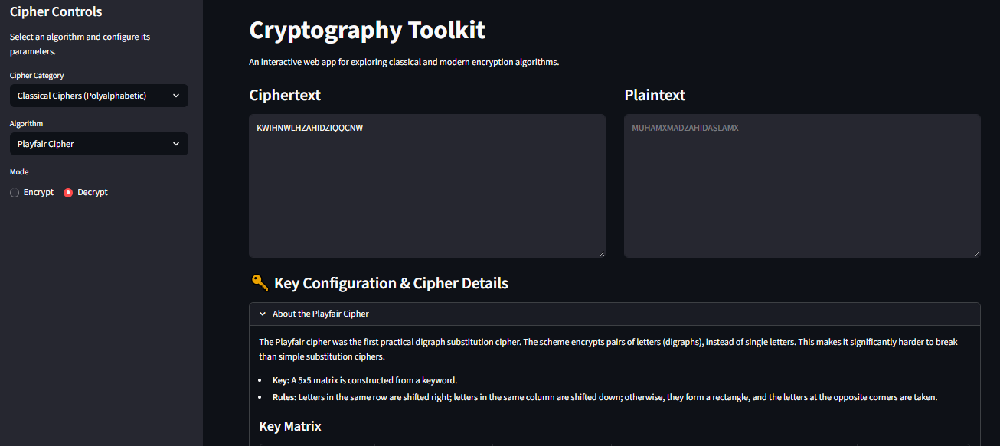 Cipher Controls
Select an algorithm and configure its
parameters.
Cipher Category
Classical Ciphers (Polyalphabetic)
Algorithm
Playfair Cipher
Mode
Encrypt
Decrypt
Cryptography Toolkit
An interactive web app for exploring classical and modern encryption algorithms.
Ciphertext
KWIHNWLHZAHIDZIQQCNW
Plaintext
MUHAMXMADZAHIDASLAMX
Key Configuration & Cipher Details
About the Playfair Cipher
The Playfair cipher was the first practical digraph substitution cipher. The scheme encrypts pairs of letters (digraphs), instead of single letters. This makes it significantly harder to break
than simple substitution ciphers.
• Key: A 5x5 matrix is constructed from a keyword.
• Rules: Letters in the same row are shifted right; letters in the same column are shifted down; otherwise, they form a rectangle, and the letters at the opposite corners are taken.
Key Matrix